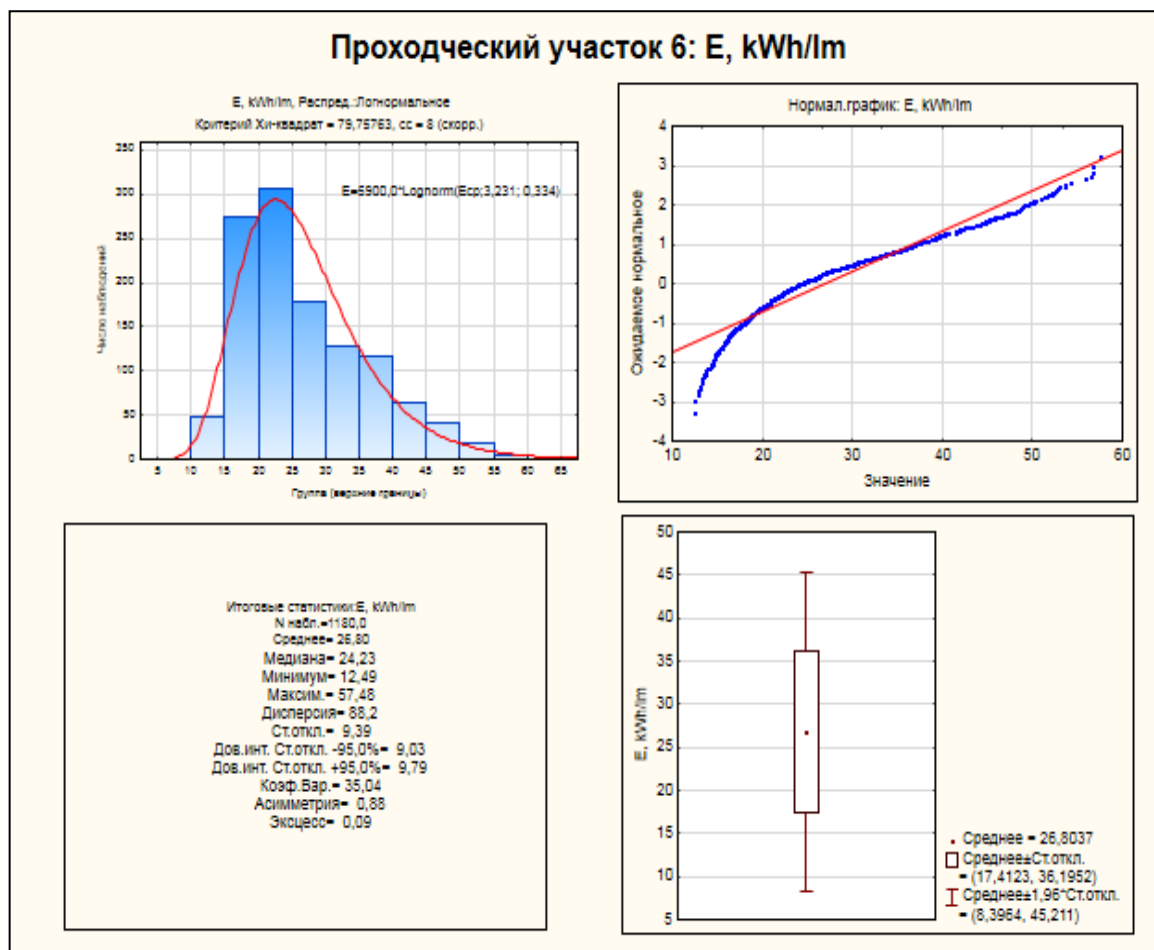 Проходческий участок 6: E, kWh/lm
E, kWh/lm, Распред.:Логнормальное
Критерий Хи-квадрат = 79,75763, сс = 8 (скорр.)
350
300
250
200
150
100
50
0
Число наблюдений
E=5900,0*Lognorm(Eср;3,231; 0,334)
5 10 15 20 25 30 35 40 45 50 55 60 65
Группа (верхние границы)
Нормал.график: E, kWh/lm
4
3
2
1
0
-1
-2
-3
-4
Ожидаемое нормальное
10 20 30 40 50 60
Значение
Итоговые статистики:E, kWh/lm
N набл.=1180,0
Среднее= 26,80
Медиана= 24,23
Минимум= 12,49
Максим.= 57,48
Дисперсия= 88,2
Ст.откл.= 9,39
Дов.инт. Ст.откл. -95,0%= 9,03
Дов.инт. Ст.откл. +95,0%= 9,79
Коэф.Вар.= 35,04
Асимметрия= 0,88
Эксцесс= 0,09
50
45
40
35
30
25
20
15
10
5
E, kWh/lm
Среднее = 26,8037
Среднее±Ст.откл.
= (17,4123, 36,1952)
Среднее±1,96*Ст.откл.
= (8,3964, 45,211)